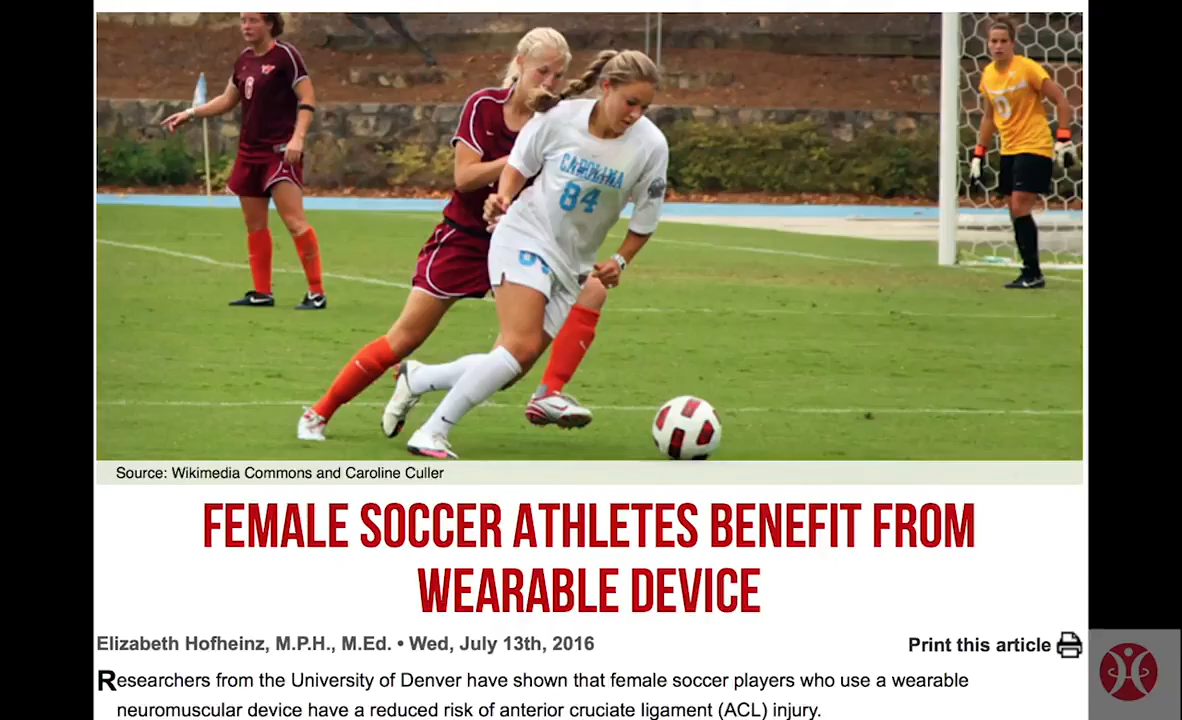 CAROLINA
84
Source: Wikimedia Commons and Caroline Culler
FEMALE SOCCER ATHLETES BENEFIT FROM
WEARABLE DEVICE
Elizabeth Hofheinz, M.P.H., M.Ed. • Wed, July 13th, 2016
Print this article
Researchers from the University of Denver have shown that female soccer players who use a wearable
neuromuscular device have a reduced risk of anterior cruciate ligament (ACL) injury.